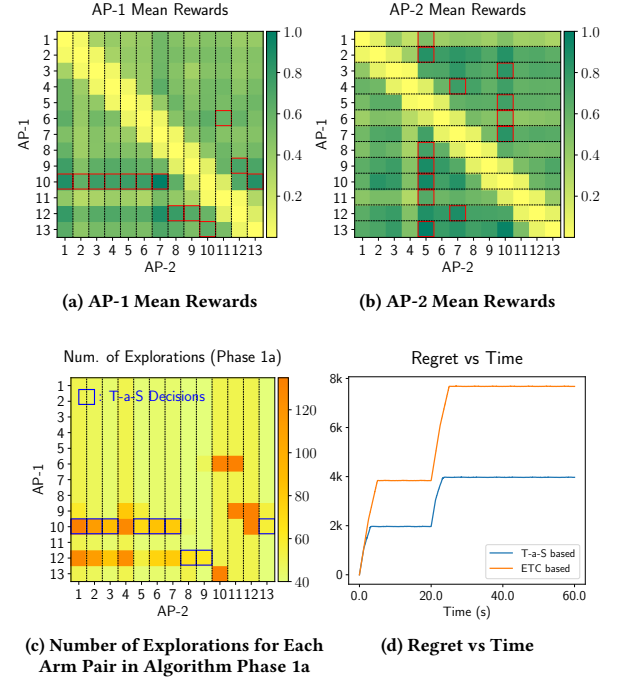 AP-1 Mean Rewards
1
2
3
4
5
6
7
8
9
10
11
12
13
1 2 3 4 5 6 7 8 9 10 11 12 13
AP-1
AP-2
1.0
0.8
0.6
0.4
0.2
(a) AP-1 Mean Rewards
AP-2 Mean Rewards
1
2
3
4
5
6
7
8
9
10
11
12
13
1 2 3 4 5 6 7 8 9 10 11 12 13
AP-1
AP-2
1.0
0.8
0.6
0.4
0.2
(b) AP-2 Mean Rewards
Num. of Explorations (Phase 1a)
: T-a-S Decisions
1
2
3
4
5
6
7
8
9
10
11
12
13
1 2 3 4 5 6 7 8 9 10 11 12 13
AP-1
AP-2
120
100
80
60
40
(c) Number of Explorations for Each
Arm Pair in Algorithm Phase 1a
Regret vs Time
8k
6k
4k
2k
0
0.0 20.0 40.0 60.0
Time (s)
T-a-S based
ETC based
(d) Regret vs Time